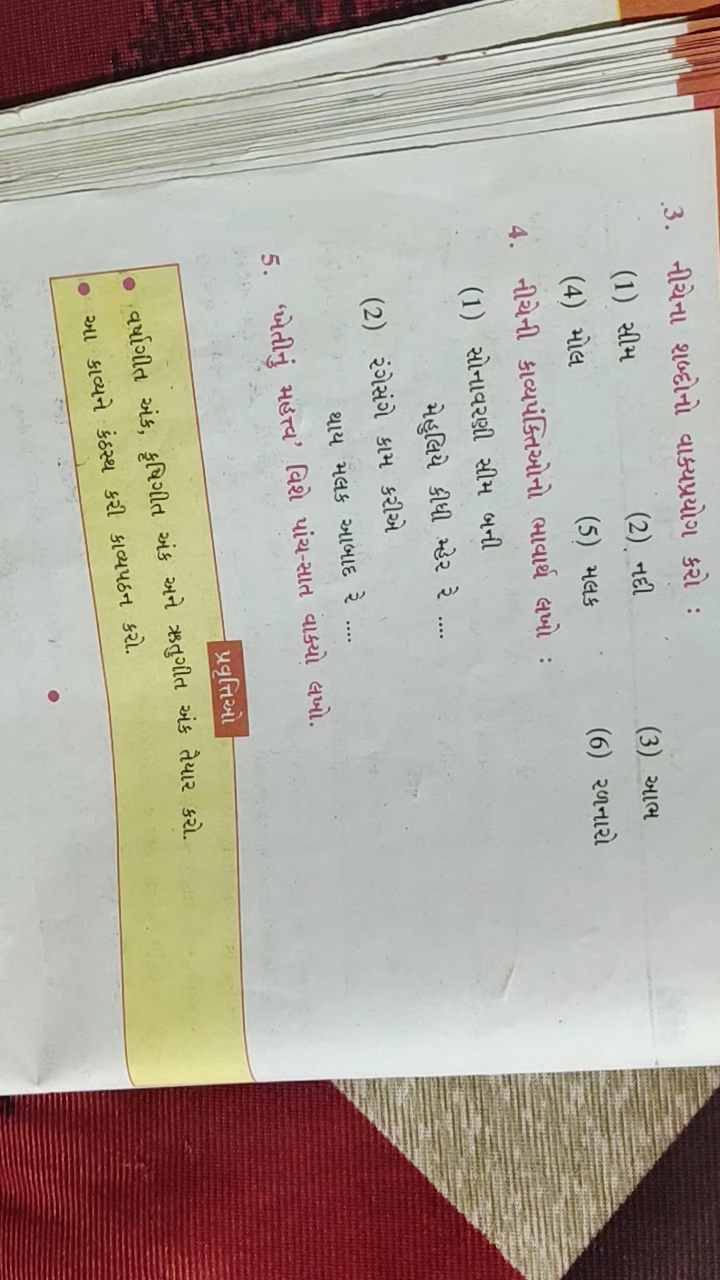 3. નીચેના શબ્દોનો વાક્યપ્રયોગ કરો :
(1) સીમ (2) નદી (3) આભ
(4) મોલ (5) મલક (6) રળનારો
4. નીચેની કાવ્યપંક્તિઓનો ભાવાર્થ લખો :
(1) સોનાવરણી સીમ બની
મેહુલિયે કીધી મ્હેર રે ....
(2) રંગેસંગે કામ કરીએ
થાય મલક આબાદ રે ....
5. ‘ખેતીનું મહત્ત્વ’ વિશે પાંચ-સાત વાક્યો લખો.
પ્રવૃત્તિઓ
● વર્ષાગીત અંક, કૃષિગીત અંક અને ઋતુગીત અંક તૈયાર કરો.
● આ કાવ્યને કંઠસ્થ કરી કાવ્યપઠન કરો.